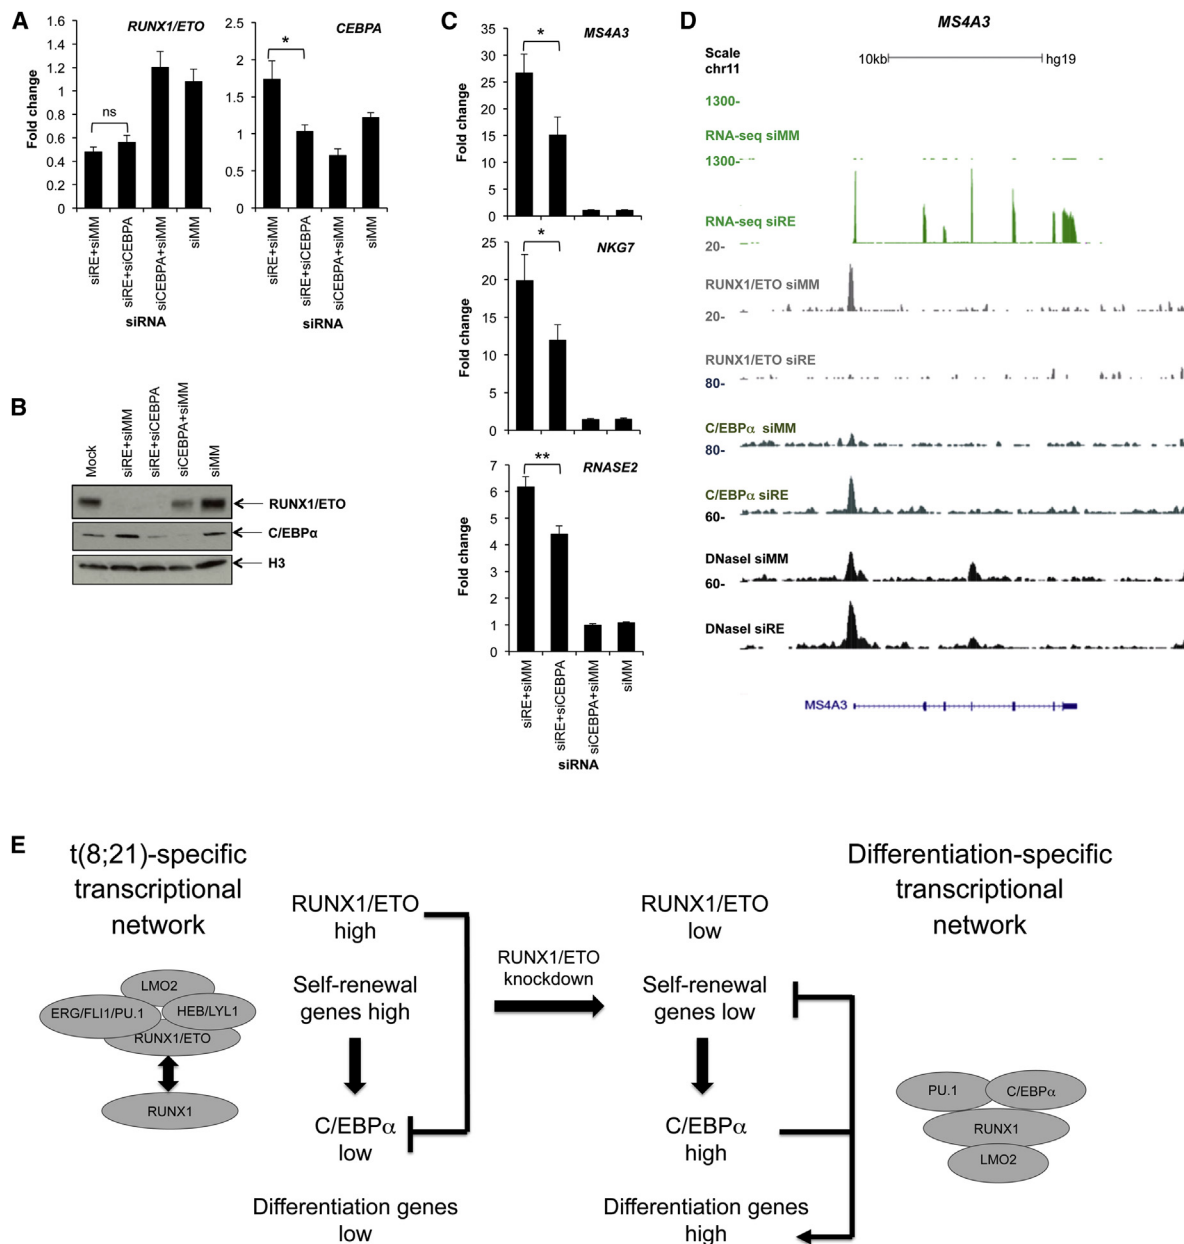 A
RUNX1/ETO
Fold change
1.6
1.4
1.2
1
0.8
0.6
0.4
0.2
0
ns
siRE+siMM
siRE+siCEBPA
siCEBPA+siMM
siMM
siRNA
CEBPA
2.5
2
1.5
1
0.5
0
*
siRE+siMM
siRE+siCEBPA
siCEBPA+siMM
siMM
siRNA
B
Mock
siRE+siMM
siRE+siCEBPA
siCEBPA+siMM
siMM
RUNX1/ETO
C/EBPα
H3
C
MS4A3
Fold change
35
30
25
20
15
10
5
0
*
NKG7
Fold change
25
20
15
10
5
0
*
RNASE2
Fold change
7
6
5
4
3
2
1
0
**
siRE+siMM
siRE+siCEBPA
siCEBPA+siMM
siMM
siRNA
D
MS4A3
Scale
chr11
10kb
hg19
1300-
RNA-seq siMM
1300-
RNA-seq siRE
20-
RUNX1/ETO siMM
20-
RUNX1/ETO siRE
80-
C/EBPα siMM
80-
C/EBPα siRE
60-
DNaseI siMM
60-
DNaseI siRE
MS4A3
E
t(8;21)-specific
transcriptional
network
LMO2
ERG/FLI1/PU.1
HEB/LYL1
RUNX1/ETO
RUNX1
RUNX1/ETO
high
Self-renewal
genes high
C/EBPα
low
Differentiation genes
low
RUNX1/ETO
knockdown
RUNX1/ETO
low
Self-renewal
genes low
C/EBPα
high
Differentiation genes
high
Differentiation-specific
transcriptional
network
PU.1
C/EBPα
RUNX1
LMO2